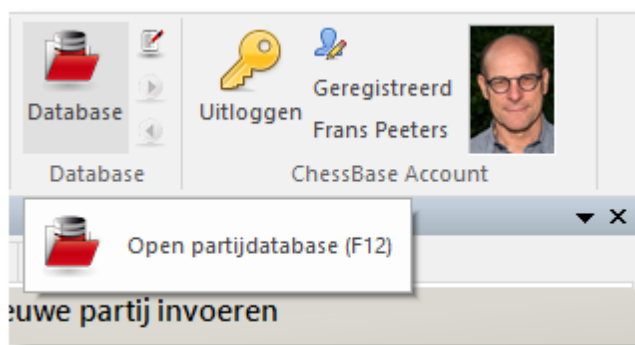 Database
Uitloggen
Geregistreerd
Frans Peeters
Database
ChessBase Account
Open partijdatabase (F12)
euwe partij invoeren